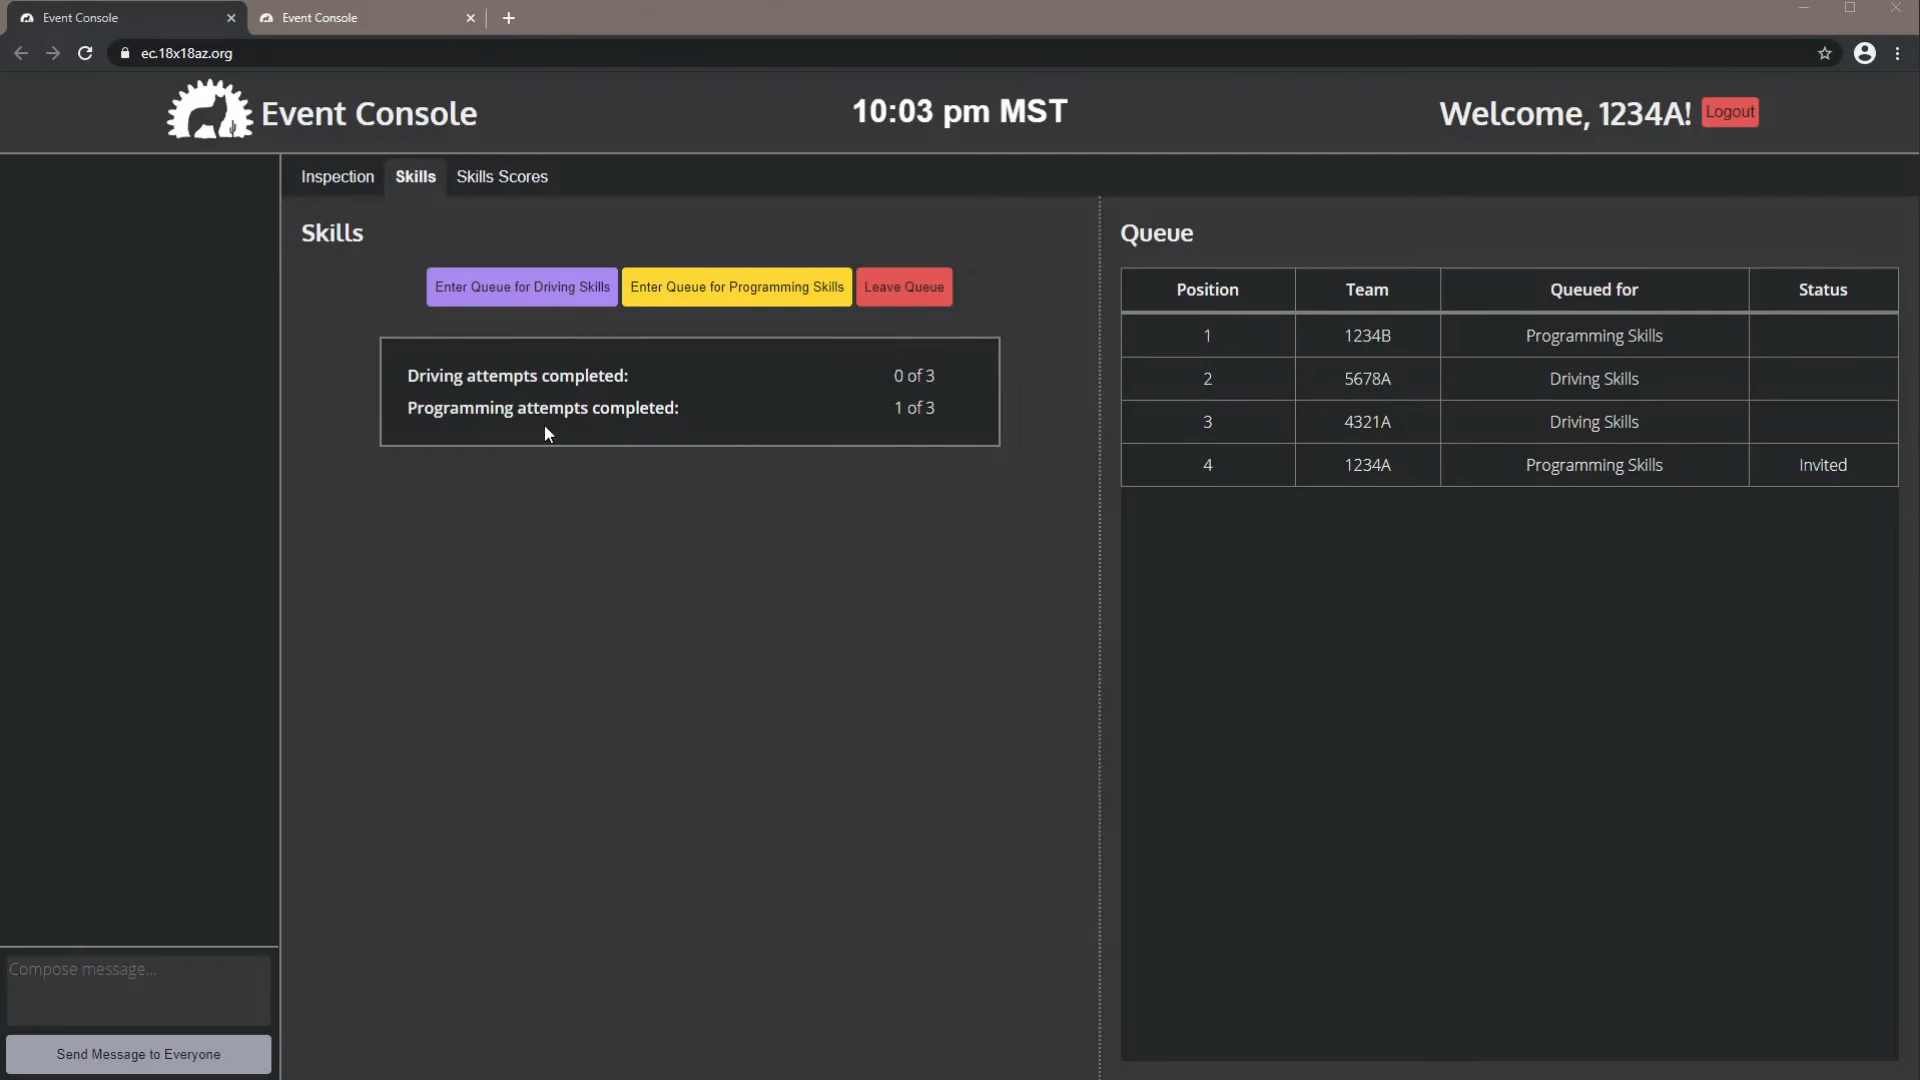 Event Console
Event Console
ec.18x18az.org
Event Console
10:03 pm MST
Welcome, 1234A!
Logout
Inspection
Skills
Skills Scores
Skills
Enter Queue for Driving Skills
Enter Queue for Programming Skills
Leave Queue
Driving attempts completed: 0 of 3
Programming attempts completed: 1 of 3
Queue
Position Team Queued for Status
1 1234B Programming Skills
2 5678A Driving Skills
3 4321A Driving Skills
4 1234A Programming Skills Invited
Compose message...
Send Message to Everyone